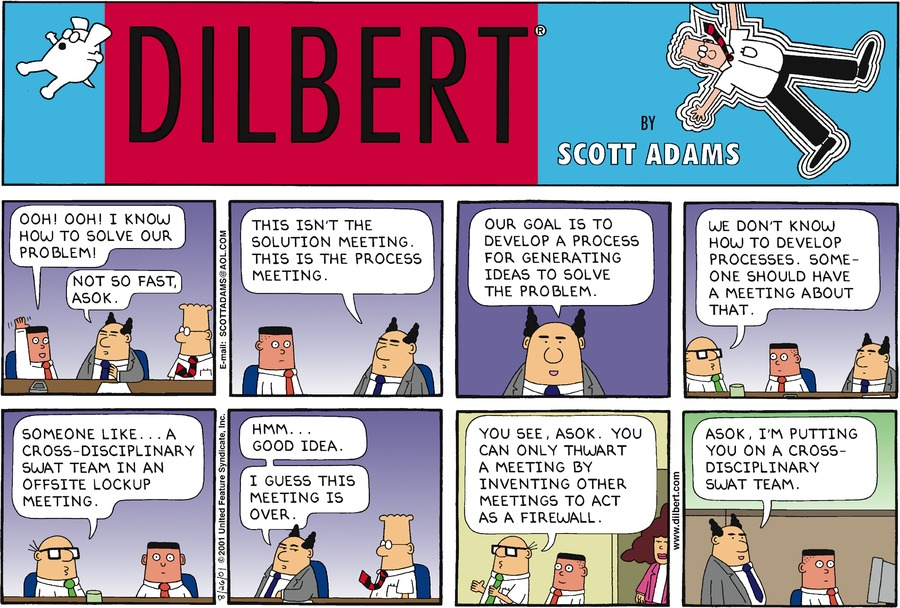 DILBERT®
BY
SCOTT ADAMS
OOH! OOH! I KNOW
HOW TO SOLVE OUR
PROBLEM!
NOT SO FAST,
ASOK.
E-mail: SCOTTADAMS@AOL.COM
THIS ISN'T THE
SOLUTION MEETING.
THIS IS THE PROCESS
MEETING.
OUR GOAL IS TO
DEVELOP A PROCESS
FOR GENERATING
IDEAS TO SOLVE
THE PROBLEM.
WE DON'T KNOW
HOW TO DEVELOP
PROCESSES. SOME-
ONE SHOULD HAVE
A MEETING ABOUT
THAT.
SOMEONE LIKE... A
CROSS-DISCIPLINARY
SWAT TEAM IN AN
OFFSITE LOCKUP
MEETING.
8/26/01 © 2001 United Feature Syndicate, Inc.
HMM...
GOOD IDEA.
I GUESS THIS
MEETING IS
OVER.
YOU SEE, ASOK. YOU
CAN ONLY THWART
A MEETING BY
INVENTING OTHER
MEETINGS TO ACT
AS A FIREWALL.
www.dilbert.com
ASOK, I'M PUTTING
YOU ON A CROSS-
DISCIPLINARY
SWAT TEAM.